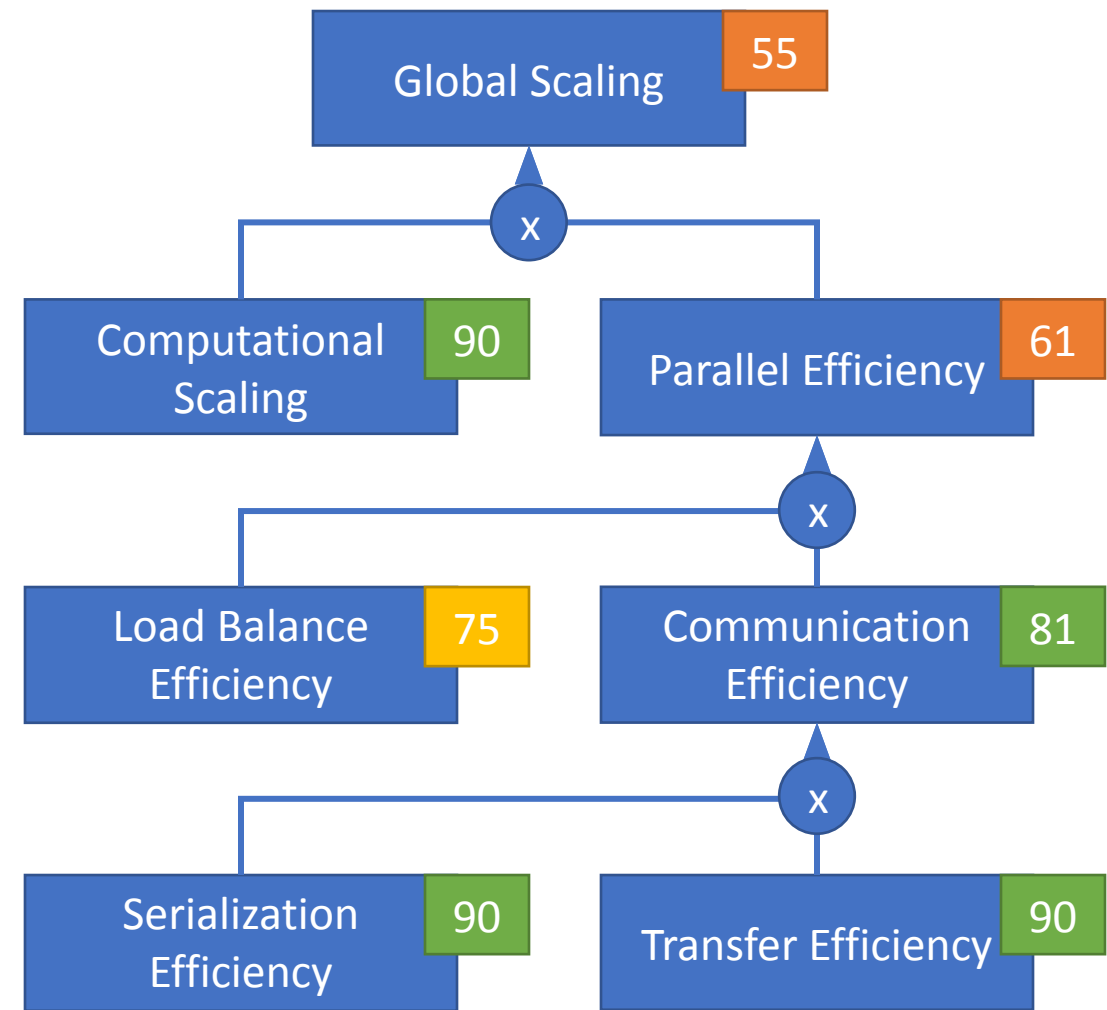 Global Scaling
55
x
Computational
Scaling
90
Parallel Efficiency
61
x
Load Balance
Efficiency
75
Communication
Efficiency
81
x
Serialization
Efficiency
90
Transfer Efficiency
90